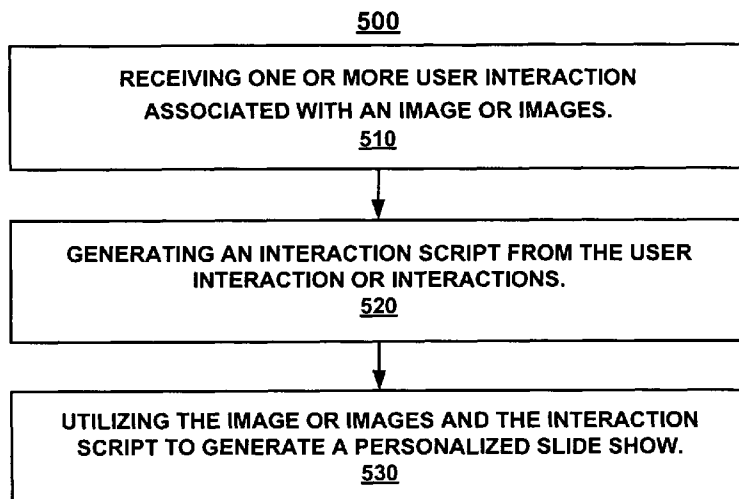 500
RECEIVING ONE OR MORE USER INTERACTION
ASSOCIATED WITH AN IMAGE OR IMAGES.
510
GENERATING AN INTERACTION SCRIPT FROM THE USER
INTERACTION OR INTERACTIONS.
520
UTILIZING THE IMAGE OR IMAGES AND THE INTERACTION
SCRIPT TO GENERATE A PERSONALIZED SLIDE SHOW.
530